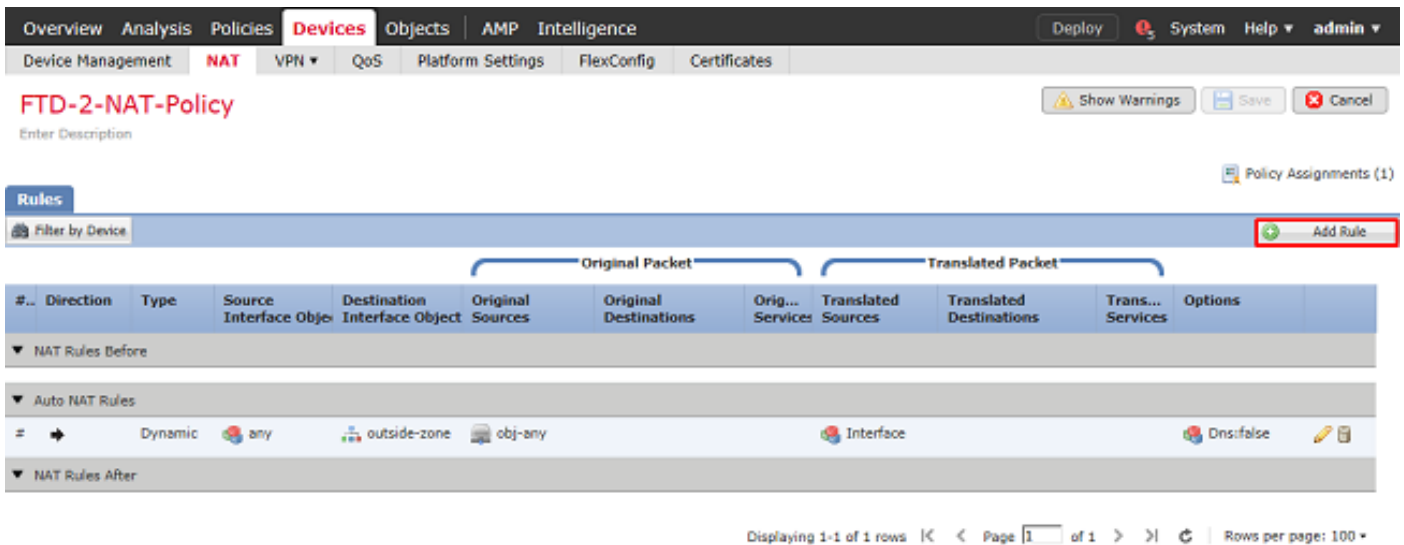 Overview Analysis Policies Devices Objects AMP Intelligence Deploy 5 System Help ▾ admin ▾
Device Management NAT VPN ▾ QoS Platform Settings FlexConfig Certificates
FTD-2-NAT-Policy
Show Warnings Save Cancel
Enter Description
Policy Assignments (1)
Rules
Filter by Device
Add Rule
Original Packet Translated Packet
#.. Direction Type Source Destination Original Original Orig... Translated Translated Trans... Options
Interface Obje Interface Object Sources Destinations Services Sources Destinations Services
▼ NAT Rules Before
▼ Auto NAT Rules
# Dynamic any outside-zone obj-any Interface Dns:false
▼ NAT Rules After
Displaying 1-1 of 1 rows |< < Page 1 of 1 > >| Rows per page: 100 ▾